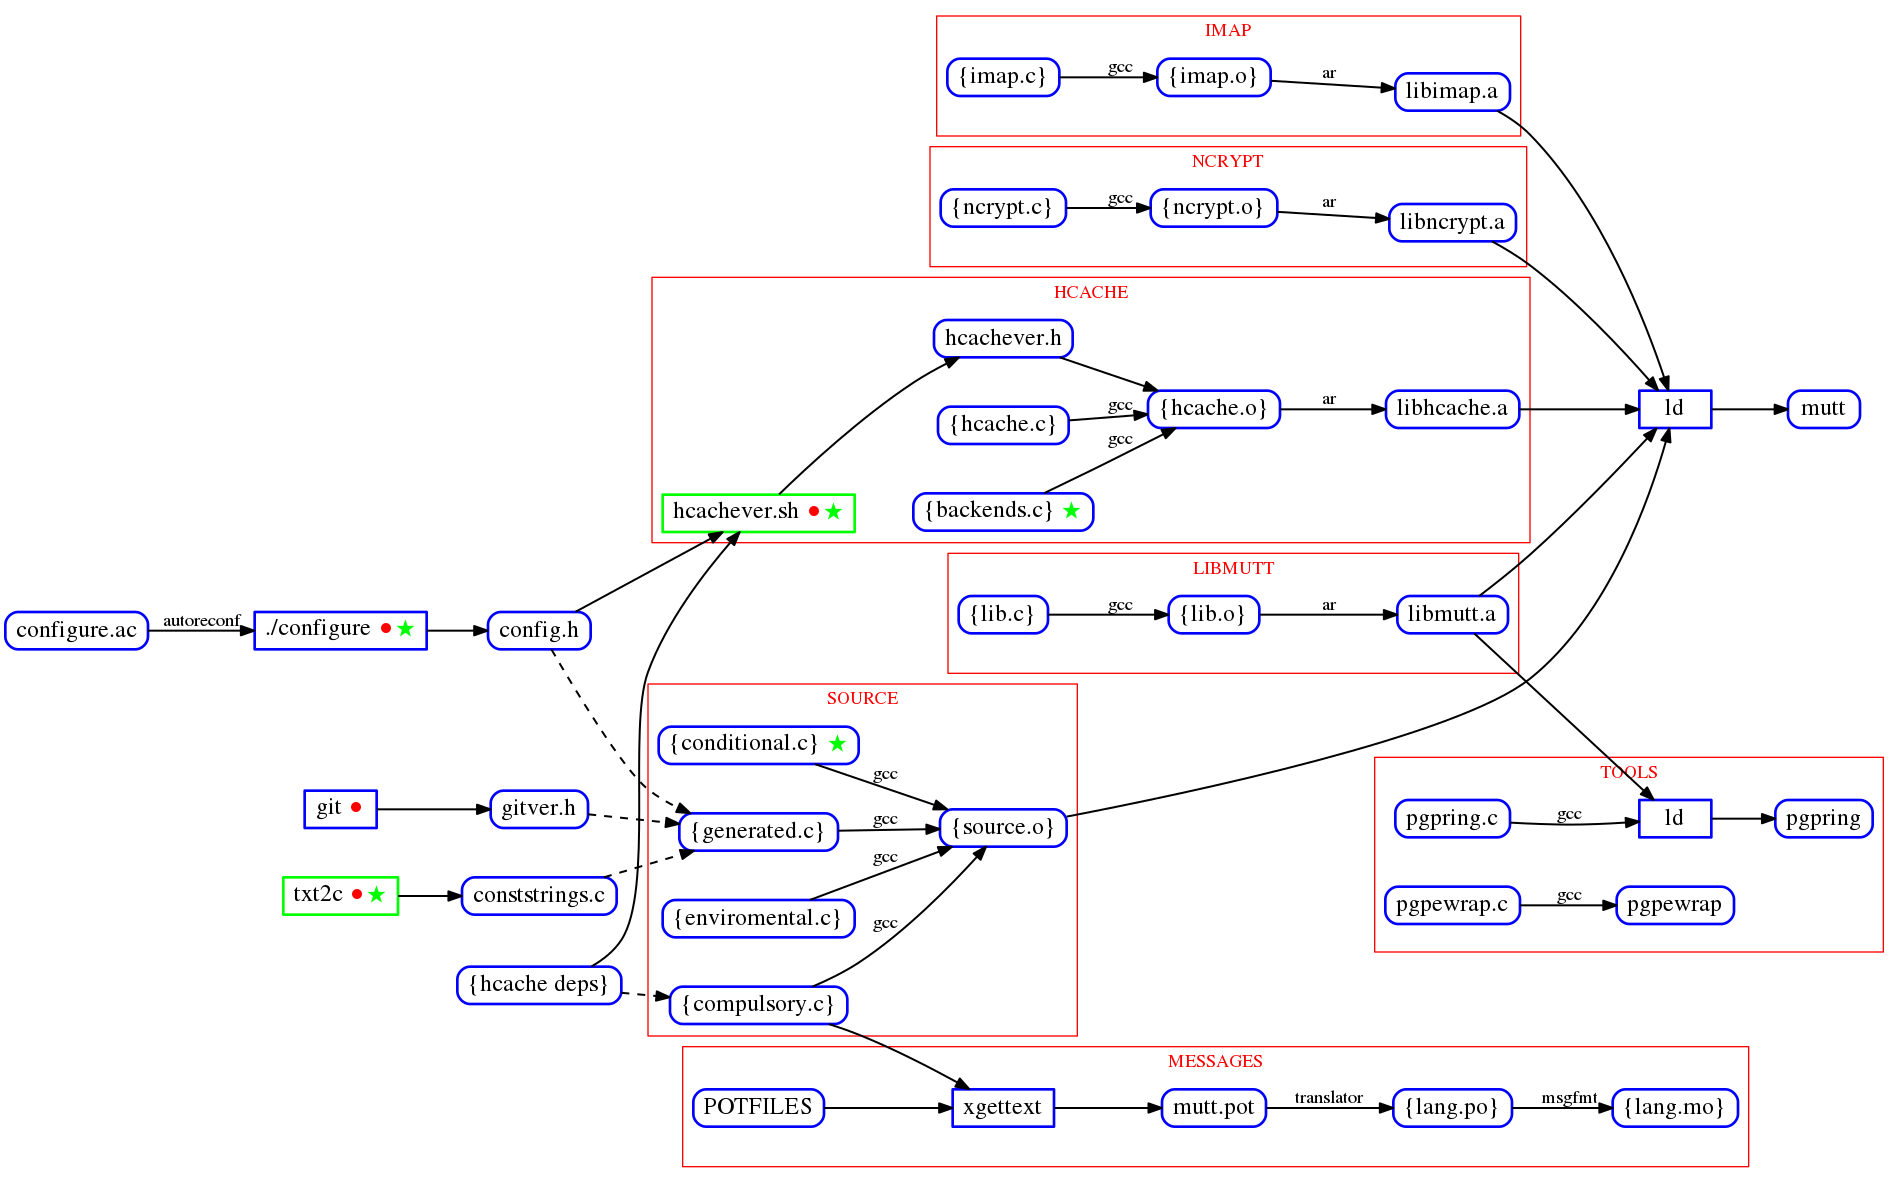 IMAP
{imap.c}
gcc
{imap.o}
ar
libimap.a
NCRYPT
{ncrypt.c}
gcc
{ncrypt.o}
ar
libncrypt.a
HCACHE
hcachever.h
{hcache.c}
gcc
{hcache.o}
ar
libhcache.a
gcc
hcachever.sh
{backends.c}
ld
mutt
LIBMUTT
{lib.c}
gcc
{lib.o}
ar
libmutt.a
configure.ac
autoreconf
./configure
config.h
SOURCE
{conditional.c}
gcc
git
gitver.h
{generated.c}
gcc
{source.o}
gcc
txt2c
conststrings.c
{enviromental.c}
gcc
{hcache deps}
{compulsory.c}
TOOLS
pgpring.c
gcc
ld
pgpring
pgpewrap.c
gcc
pgpewrap
MESSAGES
POTFILES
xgettext
mutt.pot
translator
{lang.po}
msgfmt
{lang.mo}